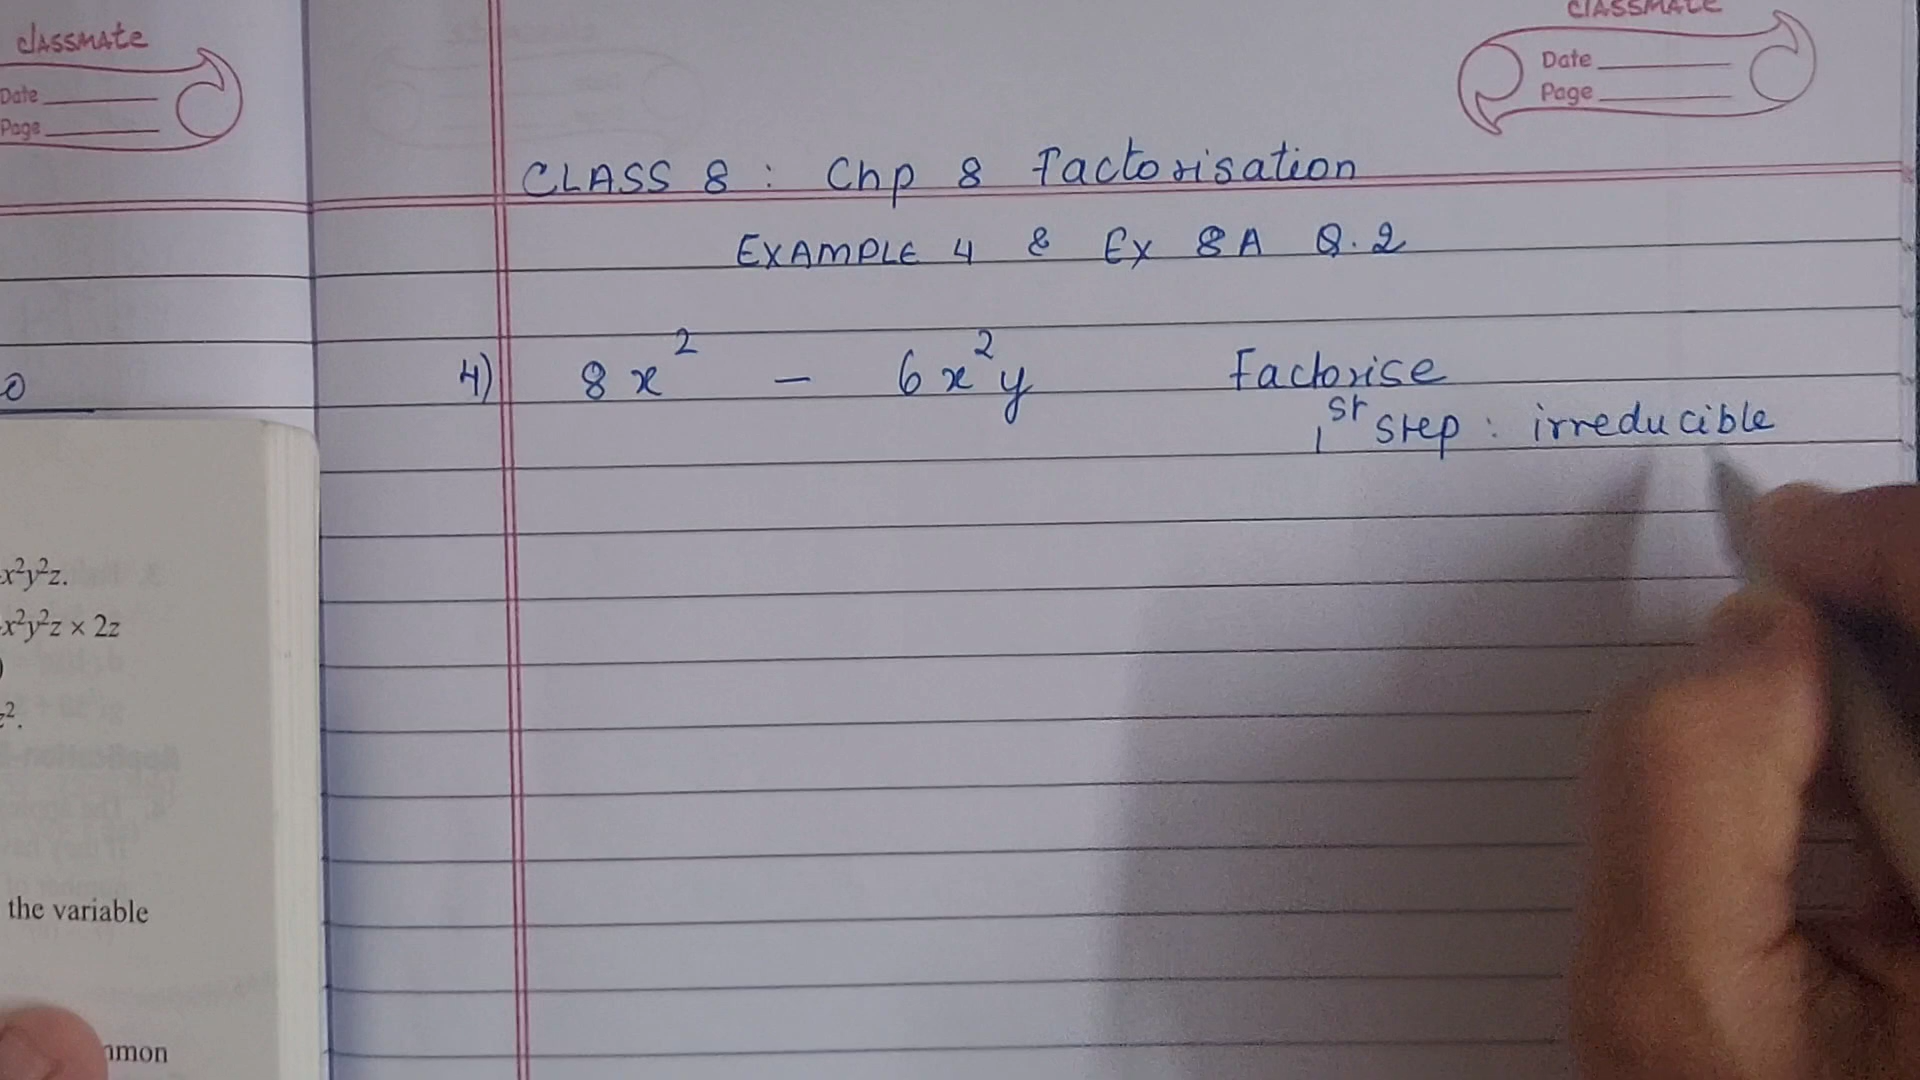 classmate
Date
Page
classmate
Date
Page
CLASS 8 : Chp 8 Factorisation
EXAMPLE 4 & Ex 8A Q.2
4) 8x² – 6x²y Factorise
1st step : irreducible
x²y²z.
x²y²z × 2z
the variable